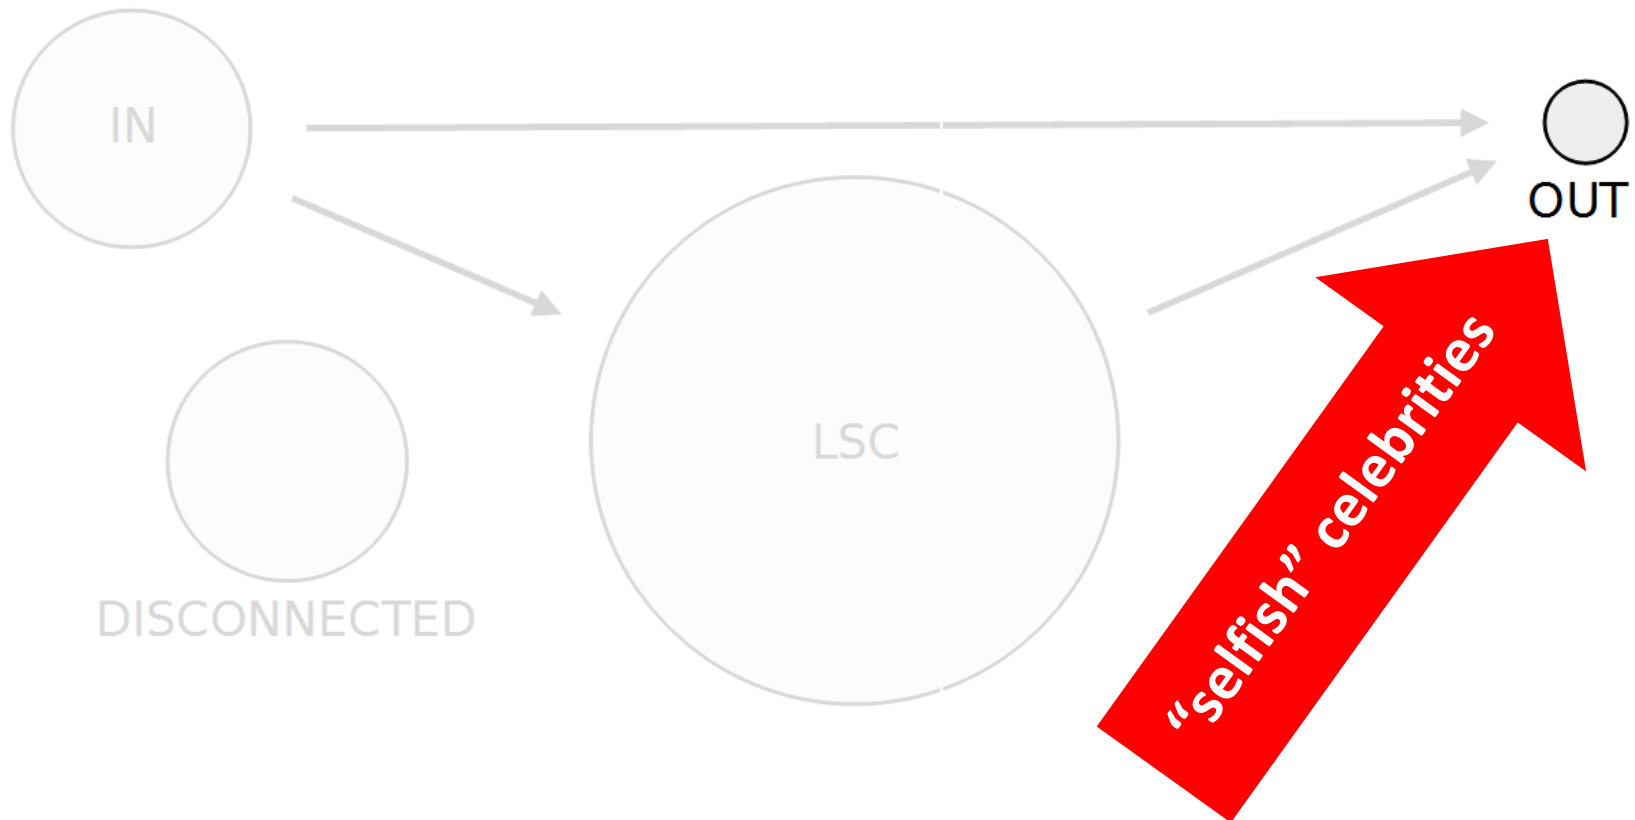 IN
OUT
LSC
DISCONNECTED
“selfish” celebrities